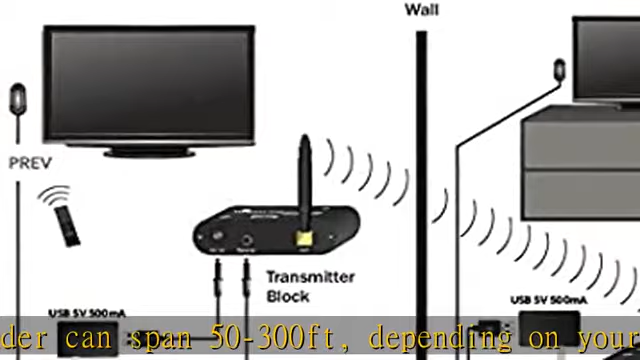 Wall
PREV
Transmitter
Block
USB 5V 500mA
USB 5V 500mA
der can span 50-300ft, depending on your